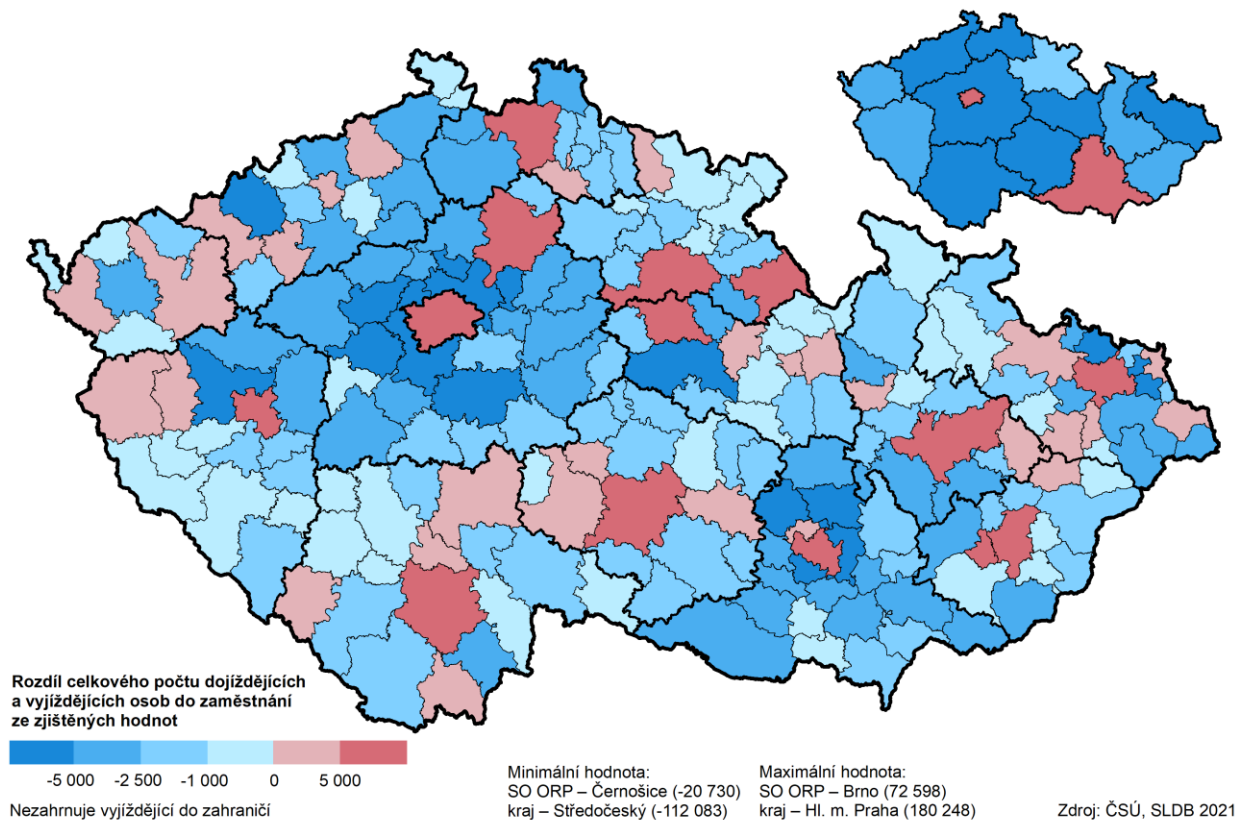 Rozdíl celkového počtu dojíždějících
a vyjíždějících osob do zaměstnání
ze zjištěných hodnot
-5 000 -2 500 -1 000 0 5 000
Nezahrnuje vyjíždějící do zahraničí
Minimální hodnota:
SO ORP – Černošice (-20 730)
kraj – Středočeský (-112 083)
Maximální hodnota:
SO ORP – Brno (72 598)
kraj – Hl. m. Praha (180 248)
Zdroj: ČSÚ, SLDB 2021